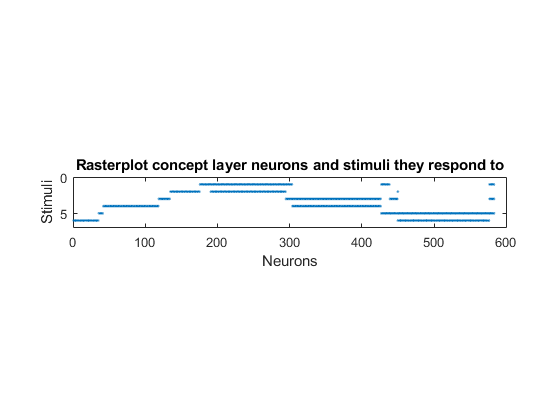 Rasterplot concept layer neurons and stimuli they respond to
Stimuli
0
5
0 100 200 300 400 500 600
Neurons